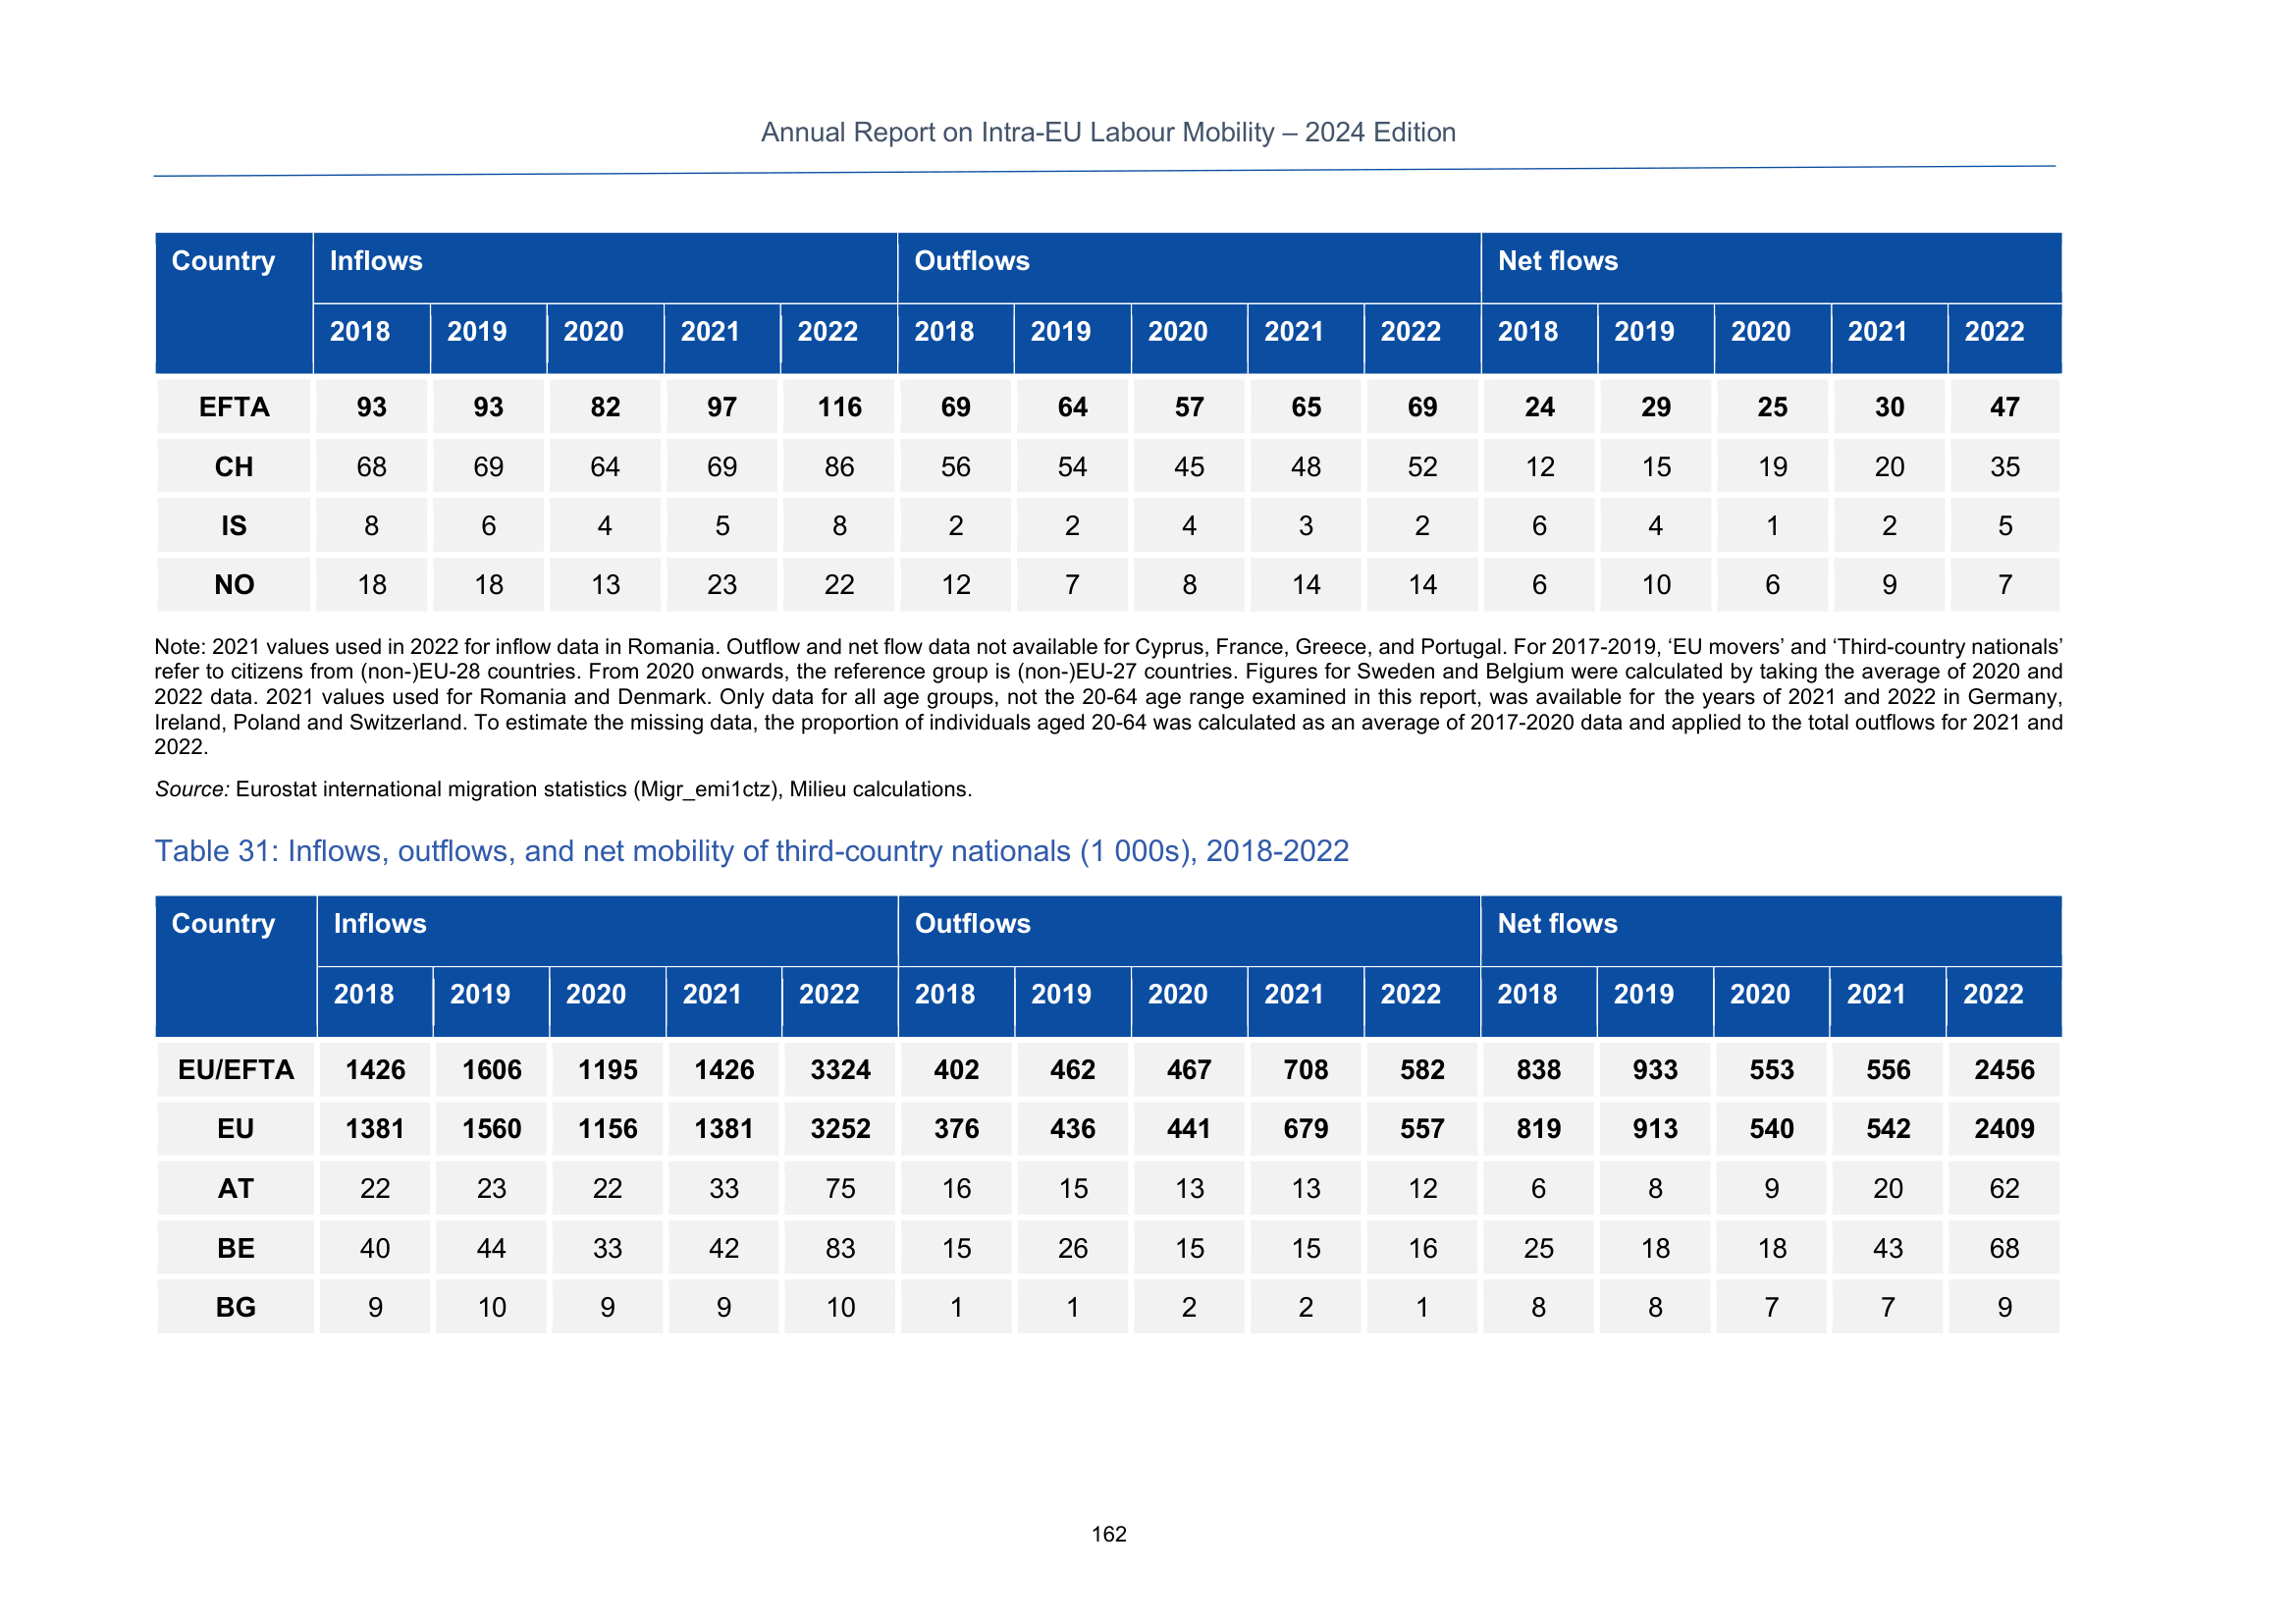 Annual Report on Intra-EU Labour Mobility – 2024 Edition
Country Inflows Outflows Net flows
2018 2019 2020 2021 2022 2018 2019 2020 2021 2022 2018 2019 2020 2021 2022
EFTA 93 93 82 97 116 69 64 57 65 69 24 29 25 30 47
CH 68 69 64 69 86 56 54 45 48 52 12 15 19 20 35
IS 8 6 4 5 8 2 2 4 3 2 6 4 1 2 5
NO 18 18 13 23 22 12 7 8 14 14 6 10 6 9 7
Note: 2021 values used in 2022 for inflow data in Romania. Outflow and net flow data not available for Cyprus, France, Greece, and Portugal. For 2017-2019, ‘EU movers’ and ‘Third-country nationals’
refer to citizens from (non-)EU-28 countries. From 2020 onwards, the reference group is (non-)EU-27 countries. Figures for Sweden and Belgium were calculated by taking the average of 2020 and
2022 data. 2021 values used for Romania and Denmark. Only data for all age groups, not the 20-64 age range examined in this report, was available for the years of 2021 and 2022 in Germany,
Ireland, Poland and Switzerland. To estimate the missing data, the proportion of individuals aged 20-64 was calculated as an average of 2017-2020 data and applied to the total outflows for 2021 and
2022.
Source: Eurostat international migration statistics (Migr_emi1ctz), Milieu calculations.
Table 31: Inflows, outflows, and net mobility of third-country nationals (1 000s), 2018-2022
Country Inflows Outflows Net flows
2018 2019 2020 2021 2022 2018 2019 2020 2021 2022 2018 2019 2020 2021 2022
EU/EFTA 1426 1606 1195 1426 3324 402 462 467 708 582 838 933 553 556 2456
EU 1381 1560 1156 1381 3252 376 436 441 679 557 819 913 540 542 2409
AT 22 23 22 33 75 16 15 13 13 12 6 8 9 20 62
BE 40 44 33 42 83 15 26 15 15 16 25 18 18 43 68
BG 9 10 9 9 10 1 1 2 2 1 8 8 7 7 9
162